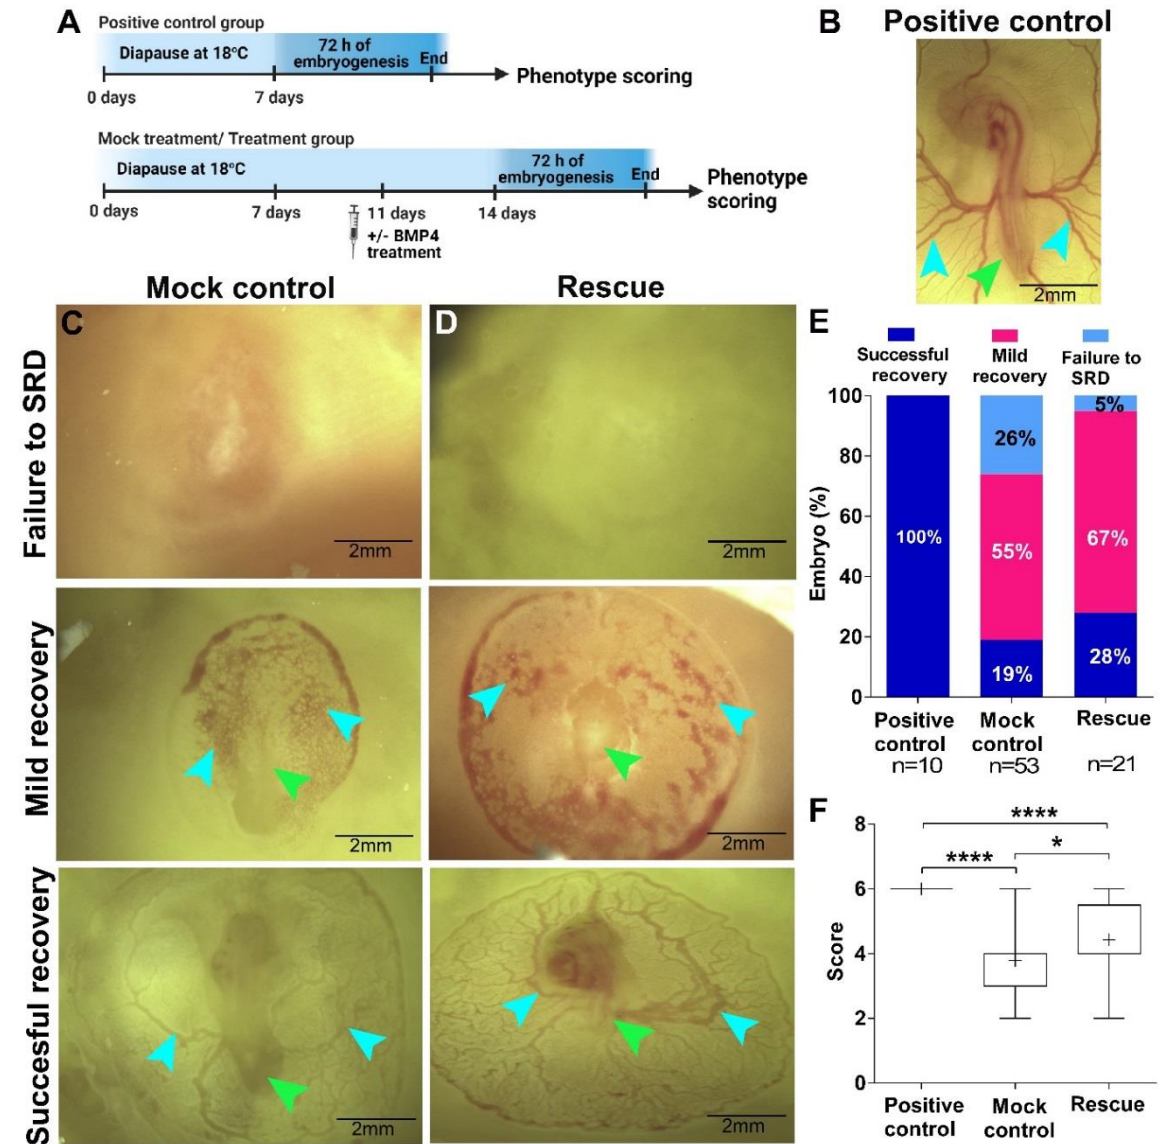 A
Positive control group
Diapause at 18°C
72 h of
embryogenesis
End
Phenotype scoring
0 days
7 days
Mock treatment/ Treatment group
Diapause at 18°C
72 h of
embryogenesis
End
Phenotype
scoring
0 days
7 days
11 days
14 days
+/- BMP4
treatment
B
Positive control
2mm
Mock control
Rescue
C
D
Failure to SRD
2mm
2mm
Mild recovery
2mm
2mm
Succesful recovery
2mm
2mm
E
Successful
recovery
Mild
recovery
Failure to
SRD
Embryo (%)
100
80
60
40
20
0
100%
26%
55%
19%
5%
67%
28%
Positive
control
n=10
Mock
control
n=53
Rescue
n=21
F
Score
8
6
4
2
0
****
****
*
Positive
control
Mock
control
Rescue